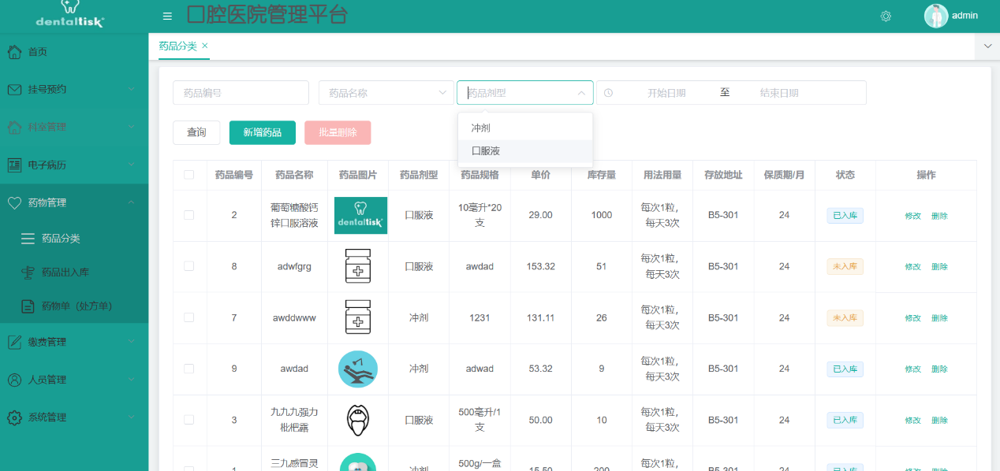 dentaltisk
口腔医院管理平台
admin
首页
挂号预约
科室管理
电子病历
药物管理
药品分类
药品出入库
药物单（处方单）
缴费管理
人员管理
系统管理
药品分类 ×
药品编号 药品名称 药品剂型 开始日期 至 结束日期
冲剂
口服液
查询 新增药品 批量删除
药品编号 药品名称 药品图片 药品剂型 药品规格 单价 库存量 用法用量 存放地址 保质期/月 状态 操作
2 葡萄糖酸钙锌口服溶液 dentaltisk 口服液 10毫升*20支 29.00 1000 每次1粒，每天3次 B5-301 24 已入库 修改 删除
8 adwfgrg 口服液 awdad 153.32 51 每次1粒，每天3次 B5-301 24 未入库 修改 删除
7 awddwww 冲剂 1231 131.11 26 每次1粒，每天3次 B5-301 24 未入库 修改 删除
9 awdad 冲剂 adwad 53.32 9 每次1粒，每天3次 B5-301 24 已入库 修改 删除
3 九九九强力枇杷露 口服液 500毫升/1支 50.00 10 每次1粒，每天3次 B5-301 24 已入库 修改 删除
1 三九感冒灵 冲剂 500g/一盒 15.50 200 每次1粒， B5-301 24 已入库 修改 删除